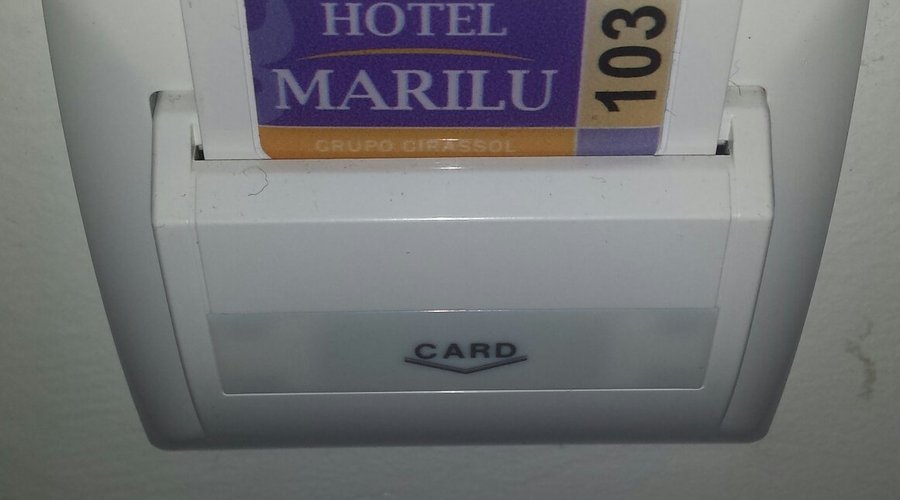 HOTEL
MARILU
GRUPO GIRASSOL
103
CARD